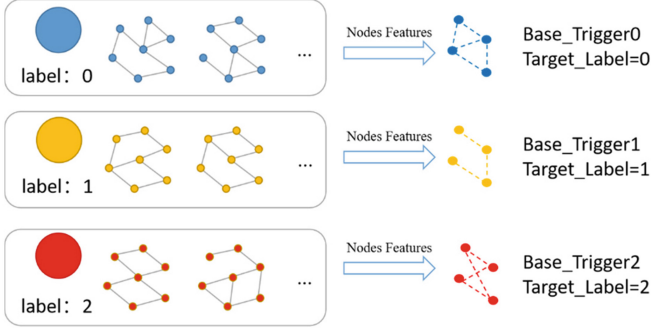 label: 0
...
Nodes Features
Base_Trigger0
Target_Label=0
label: 1
...
Nodes Features
Base_Trigger1
Target_Label=1
label: 2
...
Nodes Features
Base_Trigger2
Target_Label=2